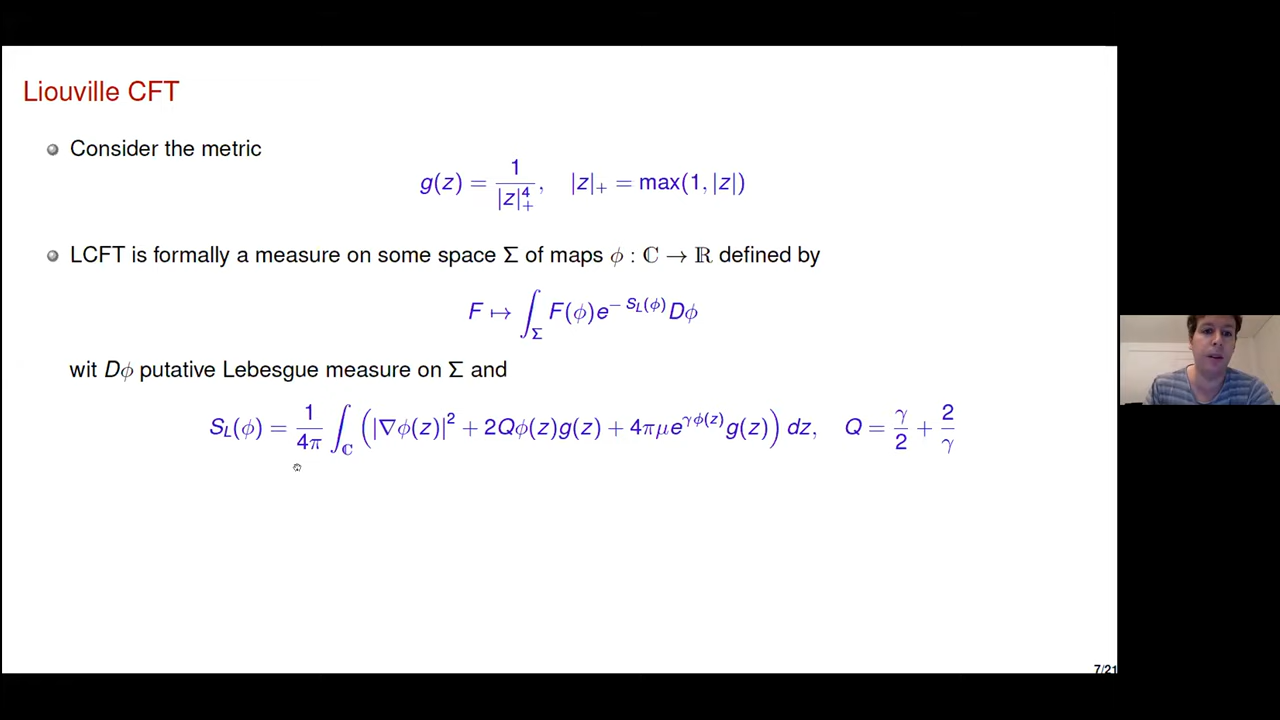 Liouville CFT
Consider the metric
g(z) = 1/|z|₊⁴, |z|₊ = max(1, |z|)
LCFT is formally a measure on some space Σ of maps ϕ : ℂ → ℝ defined by
F ↦ ∫_Σ F(ϕ)e^{−S_L(ϕ)}Dϕ
wit Dϕ putative Lebesgue measure on Σ and
S_L(ϕ) = 1/4π ∫_ℂ (|∇ϕ(z)|² + 2Qϕ(z)g(z) + 4πμe^{γϕ(z)}g(z)) dz, Q = γ/2 + 2/γ
7/21